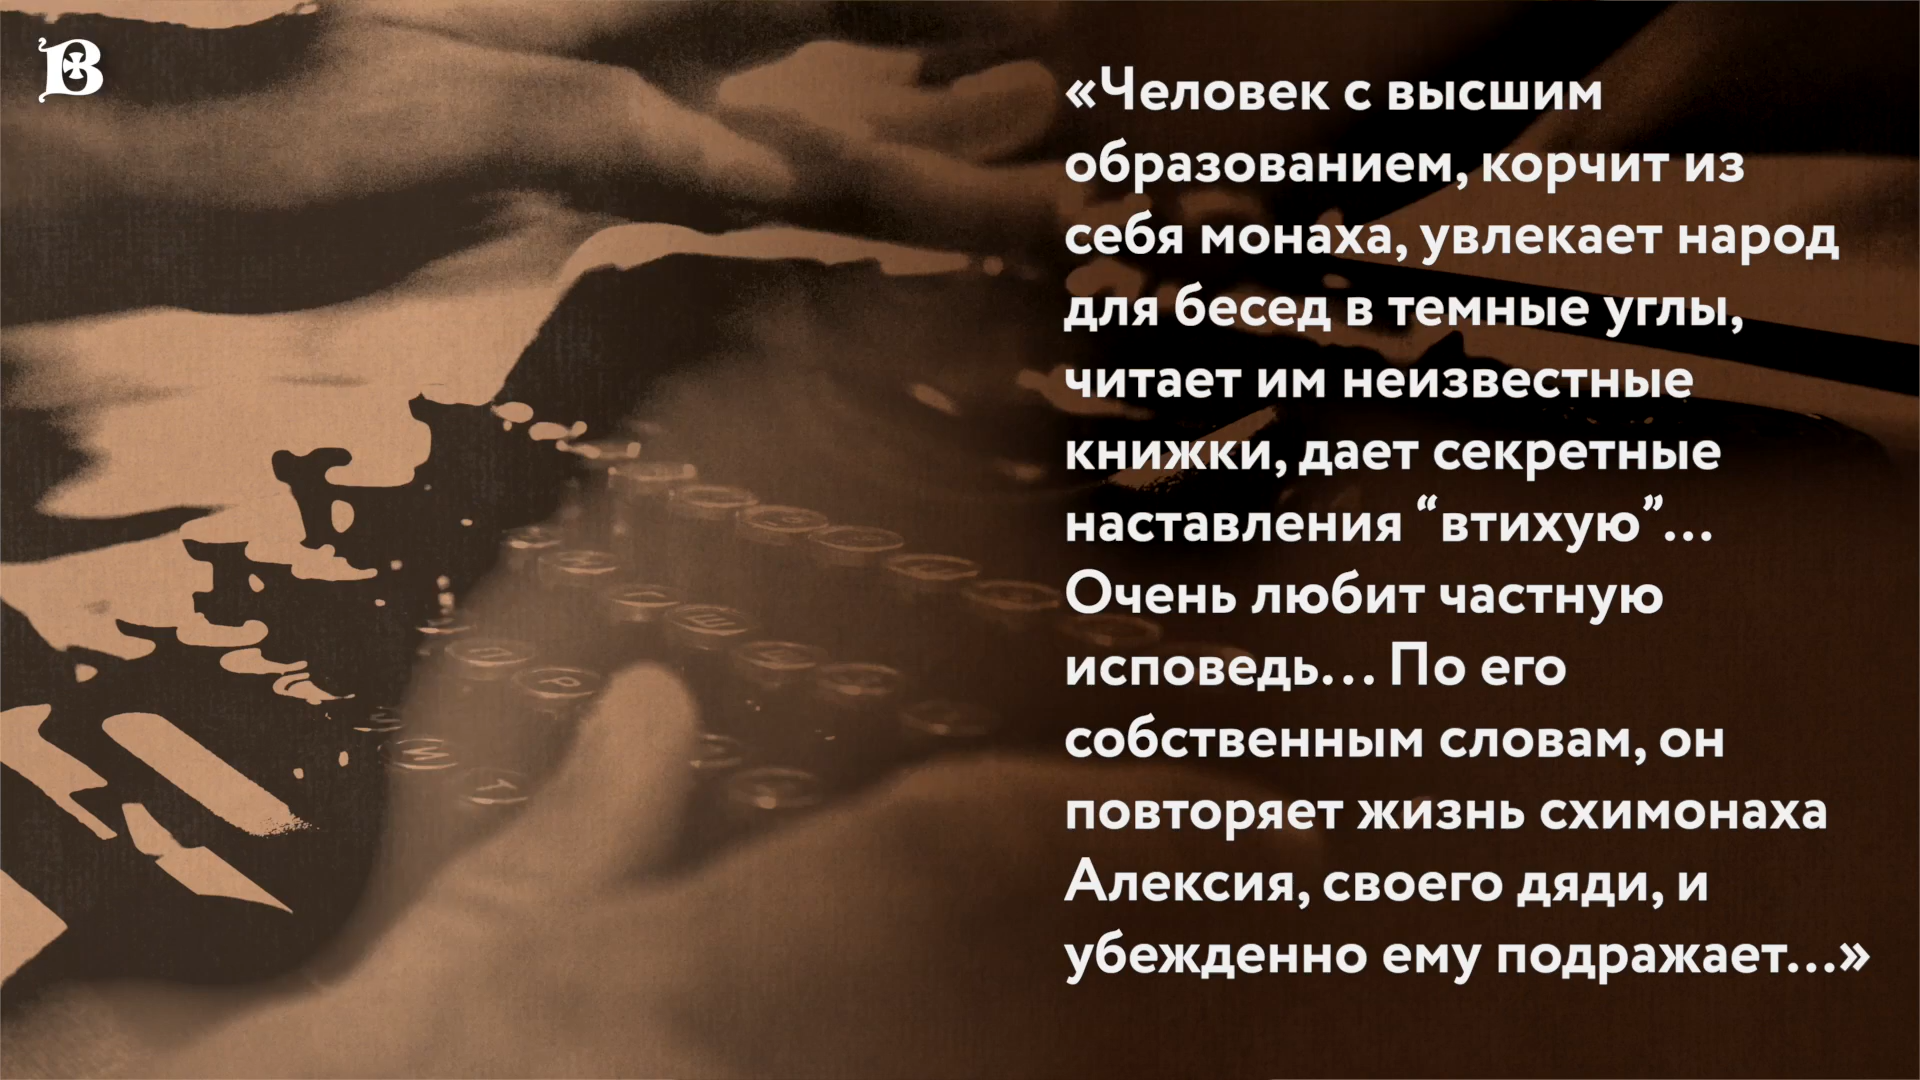 В
«Человек с высшим
образованием, корчит из
себя монаха, увлекает народ
для бесед в темные углы,
читает им неизвестные
книжки, дает секретные
наставления “втихую”...
Очень любит частную
исповедь... По его
собственным словам, он
повторяет жизнь схимонаха
Алексия, своего дяди, и
убежденно ему подражает...»